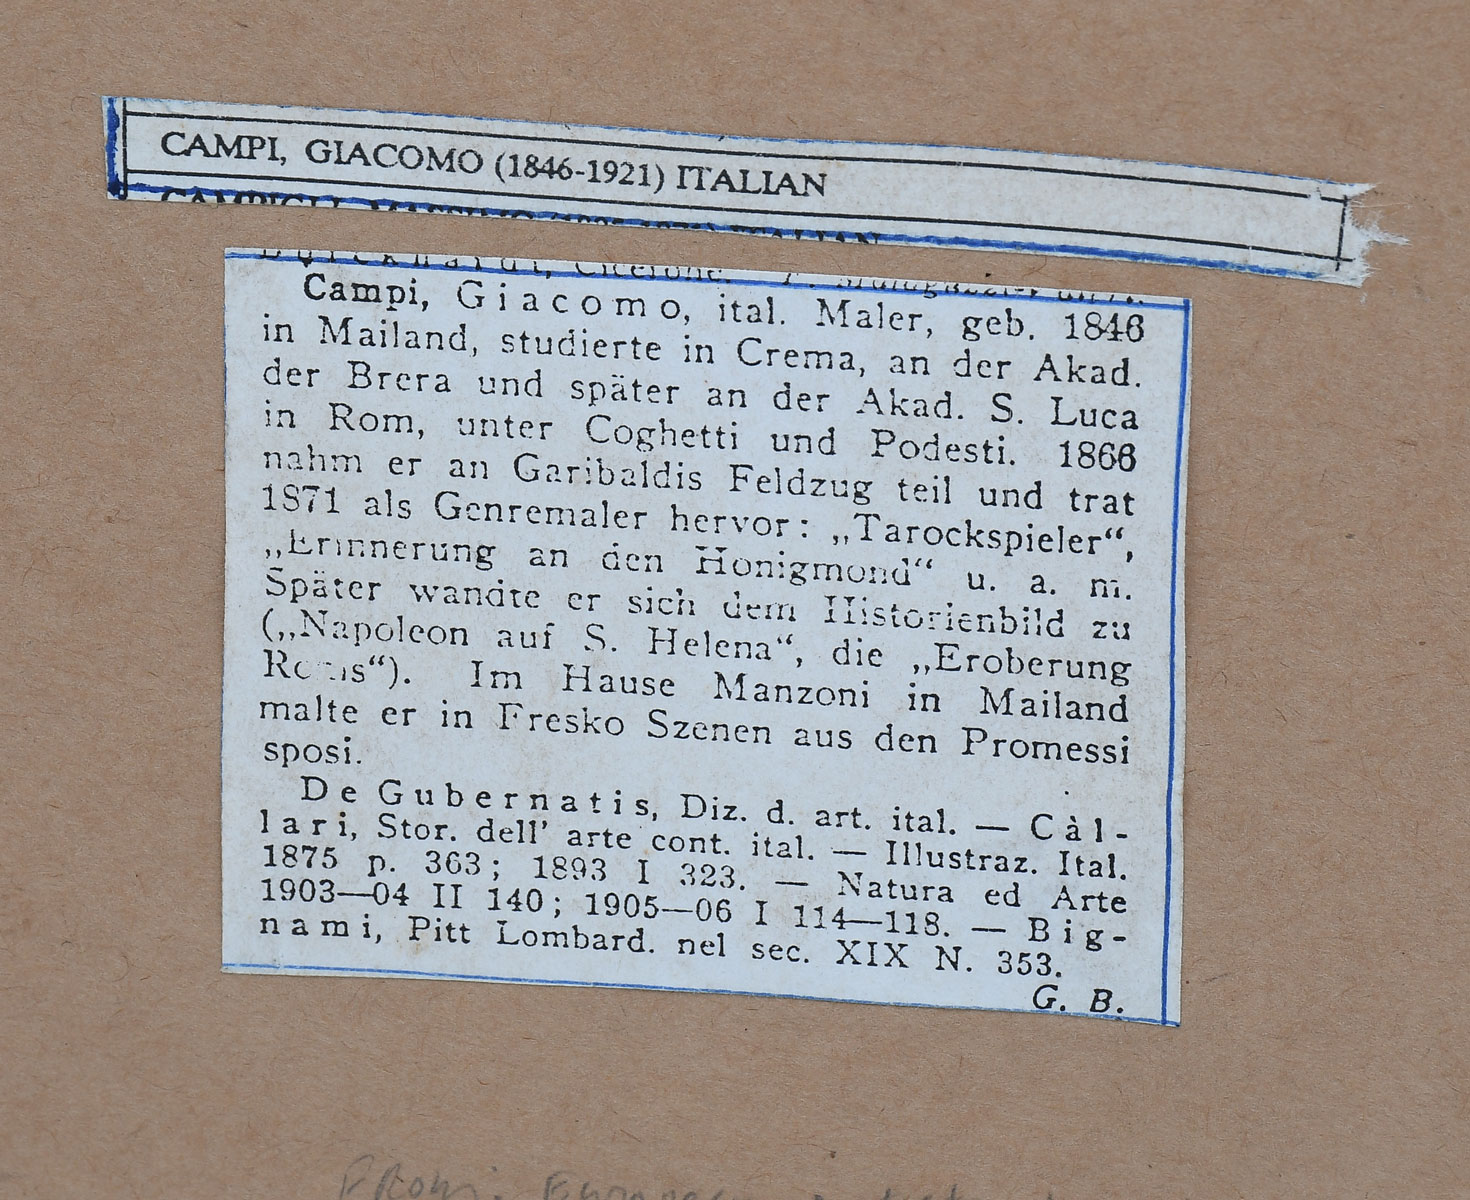 CAMPI, GIACOMO (1846-1921) ITALIAN
Campi, Giacomo, ital. Maler, geb. 1846
in Mailand, studierte in Crema, an der Akad.
der Brera und später an der Akad. S. Luca
in Rom, unter Coghetti und Podesti. 1866
nahm er an Garibaldis Feldzug teil und trat
1871 als Genremaler hervor: „Tarockspieler“,
„Erinnerung an den Honigmond“ u. a. m.
Später wandte er sich dem Historienbild zu
(„Napoleon auf S. Helena“, die „Eroberung
Roms“). Im Hause Manzoni in Mailand
malte er in Fresko Szenen aus den Promessi
sposi.
De Gubernatis, Diz. d. art. ital. — Càl-
lari, Stor. dell’ arte cont. ital. — Illustraz. Ital.
1875 p. 363; 1893 I 323. — Natura ed Arte
1903—04 II 140; 1905—06 I 114—118. — Big-
nami, Pitt Lombard. nel sec. XIX N. 353.
G. B.